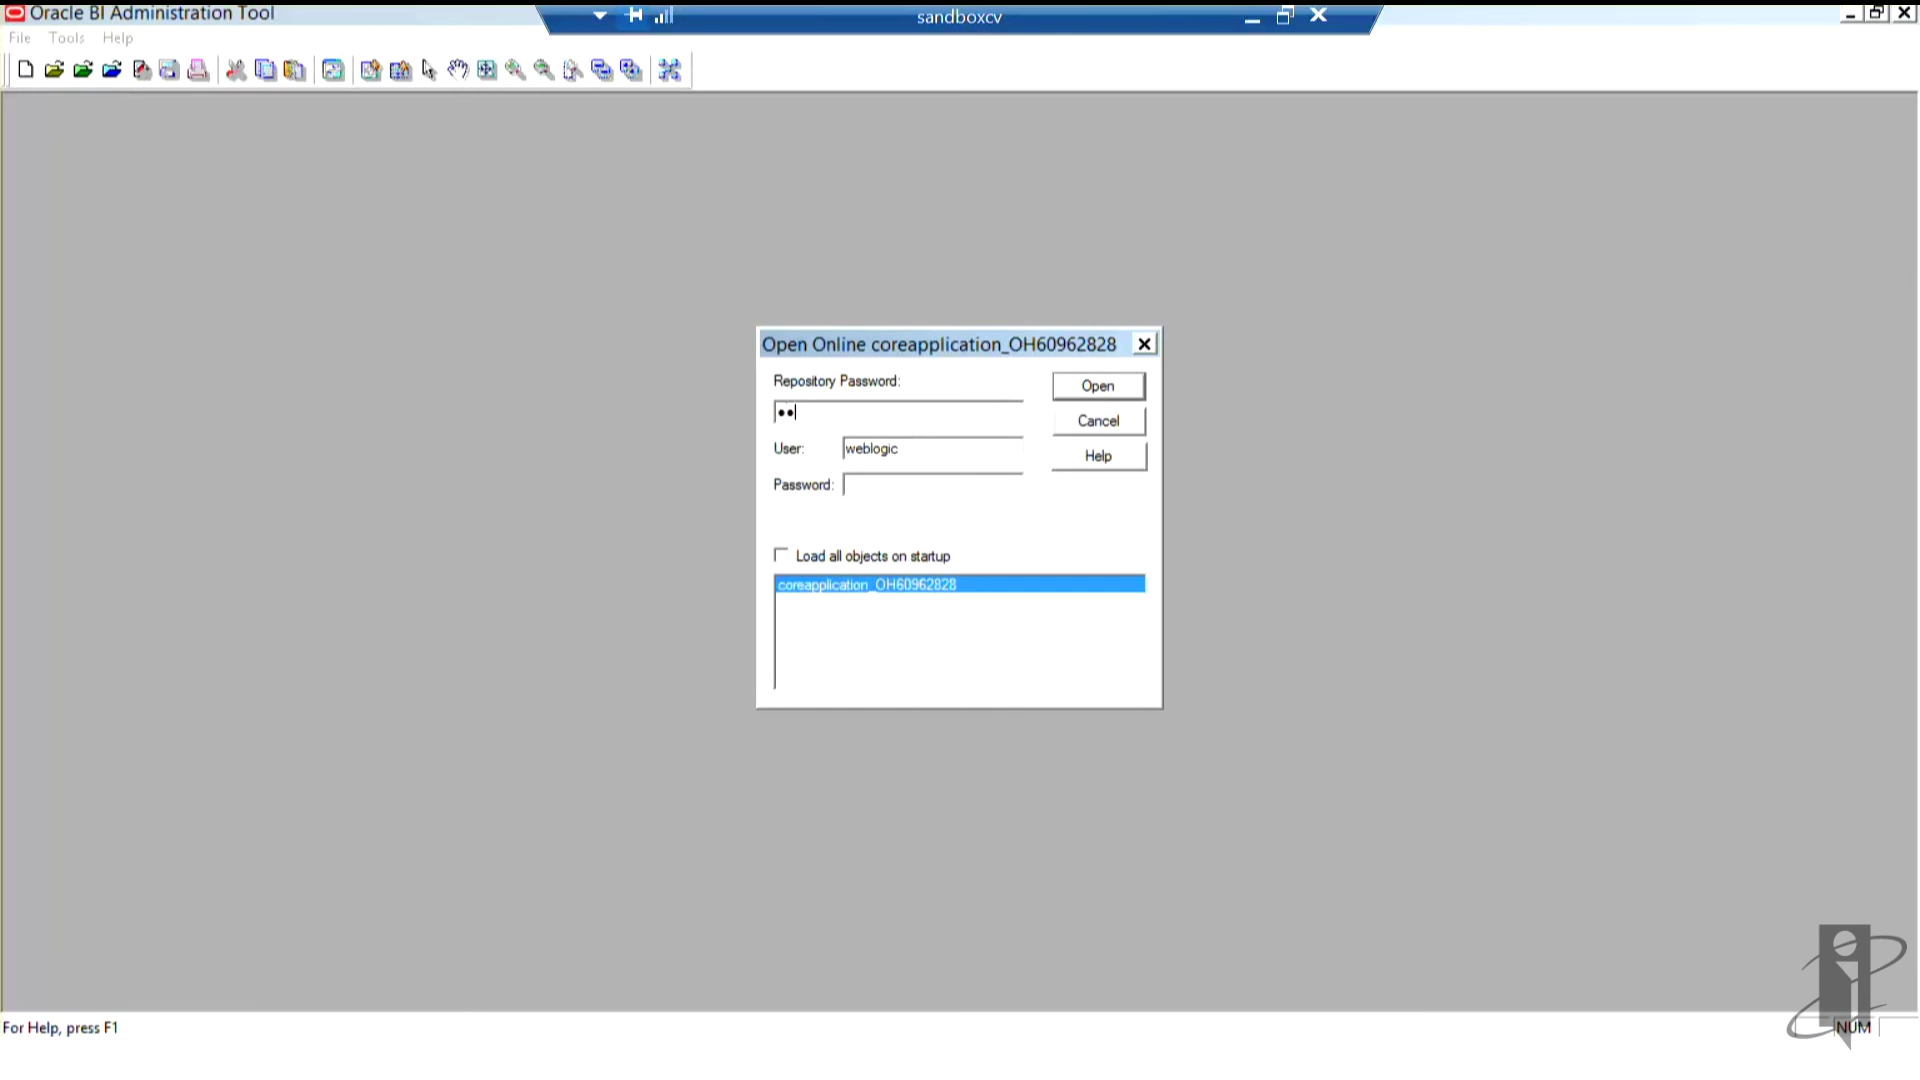 Oracle BI Administration Tool
sandboxcv
File Tools Help
Open Online coreapplication_OH60962828
Repository Password:
Open
••
Cancel
User: weblogic
Help
Password:
Load all objects on startup
coreapplication_OH60962828
For Help, press F1
NUM